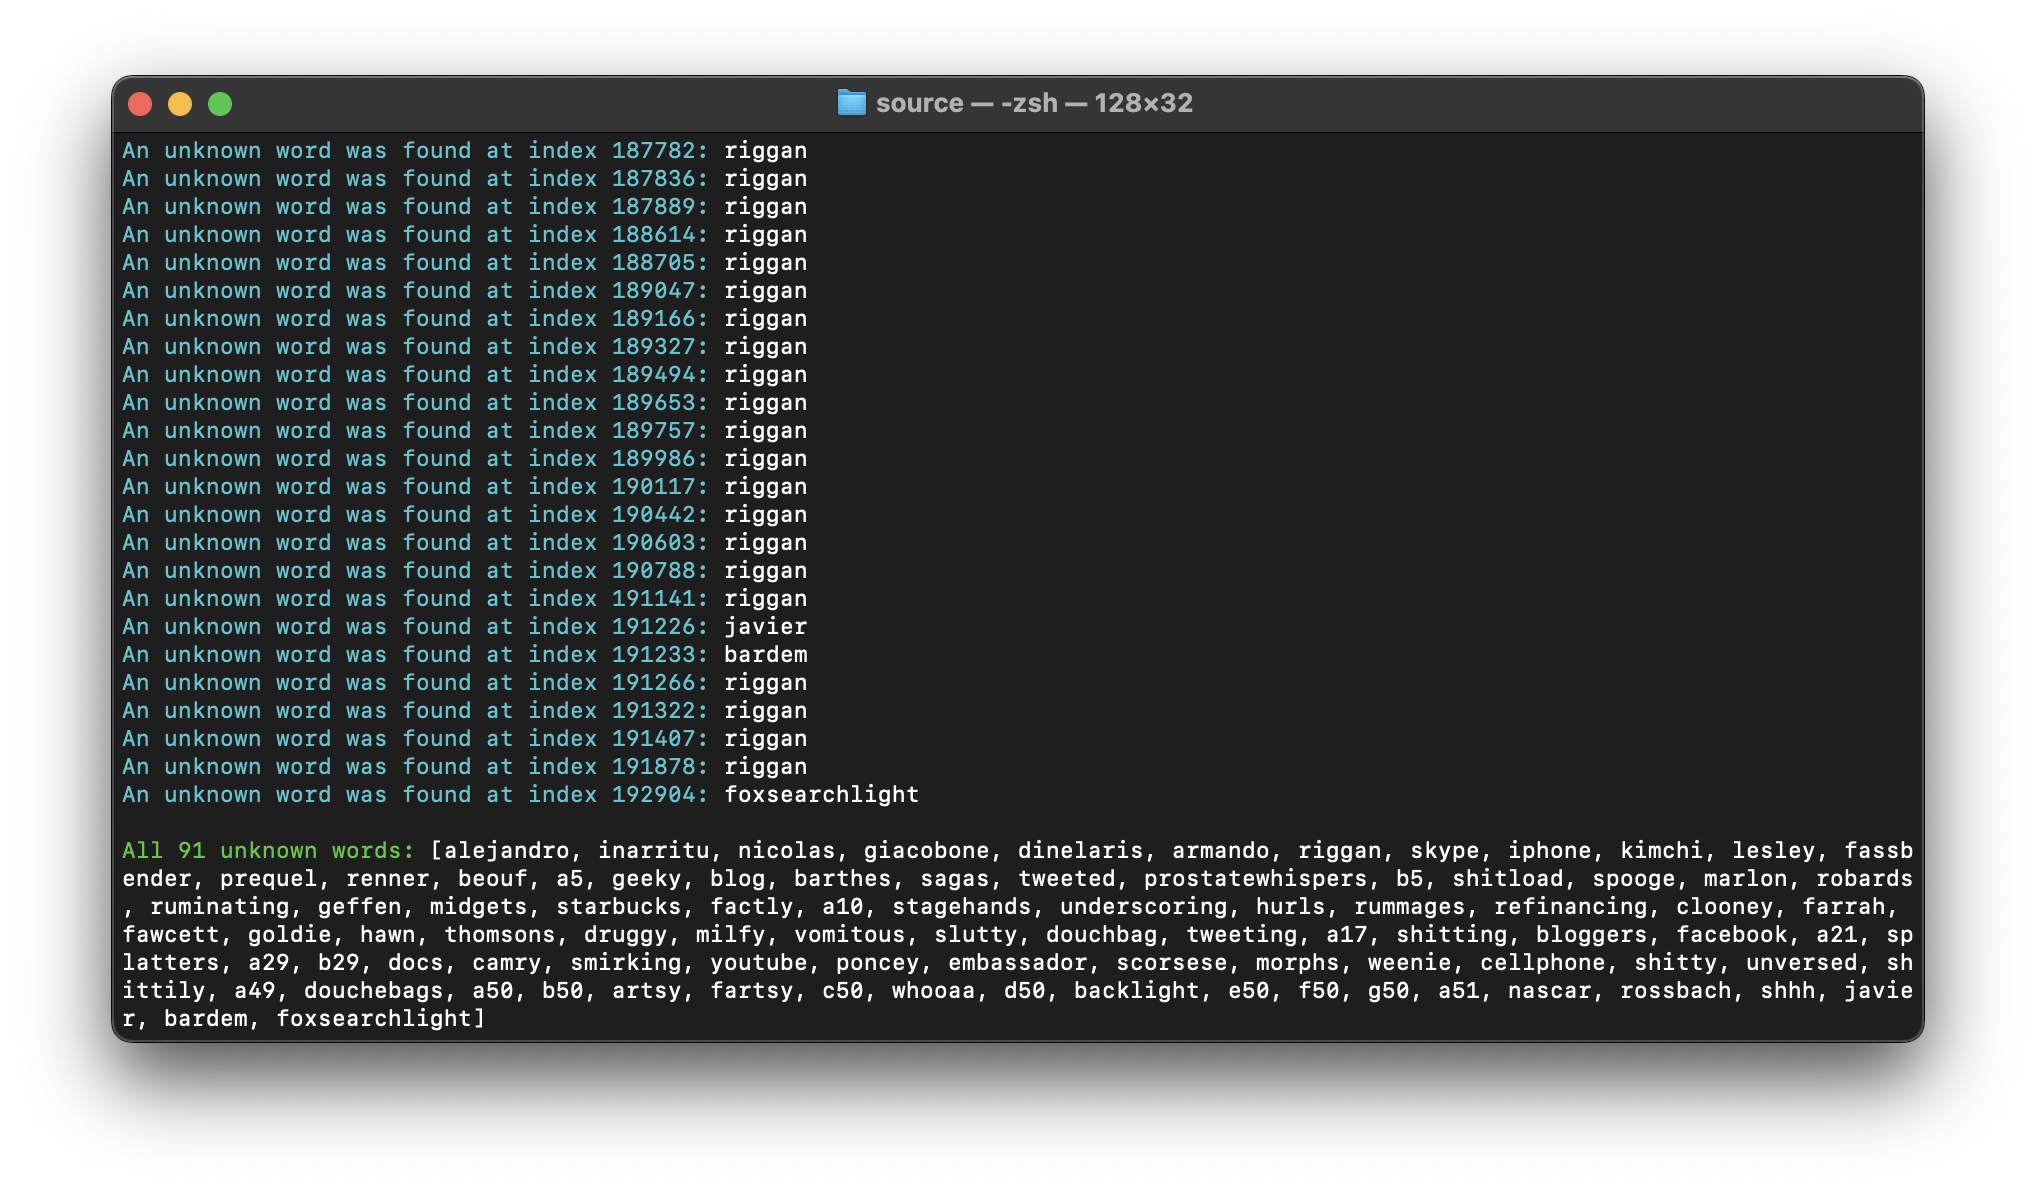 source — -zsh — 128×32
An unknown word was found at index 187782: riggan
An unknown word was found at index 187836: riggan
An unknown word was found at index 187889: riggan
An unknown word was found at index 188614: riggan
An unknown word was found at index 188705: riggan
An unknown word was found at index 189047: riggan
An unknown word was found at index 189166: riggan
An unknown word was found at index 189327: riggan
An unknown word was found at index 189494: riggan
An unknown word was found at index 189653: riggan
An unknown word was found at index 189757: riggan
An unknown word was found at index 189986: riggan
An unknown word was found at index 190117: riggan
An unknown word was found at index 190442: riggan
An unknown word was found at index 190603: riggan
An unknown word was found at index 190788: riggan
An unknown word was found at index 191141: riggan
An unknown word was found at index 191226: javier
An unknown word was found at index 191233: bardem
An unknown word was found at index 191266: riggan
An unknown word was found at index 191322: riggan
An unknown word was found at index 191407: riggan
An unknown word was found at index 191878: riggan
An unknown word was found at index 192904: foxsearchlight
All 91 unknown words: [alejandro, inarritu, nicolas, giacobone, dinelaris, armando, riggan, skype, iphone, kimchi, lesley, fassb
ender, prequel, renner, beouf, a5, geeky, blog, barthes, sagas, tweeted, prostatewhispers, b5, shitload, spooge, marlon, robards
, ruminating, geffen, midgets, starbucks, factly, a10, stagehands, underscoring, hurls, rummages, refinancing, clooney, farrah,
fawcett, goldie, hawn, thomsons, druggy, milfy, vomitous, slutty, douchbag, tweeting, a17, shitting, bloggers, facebook, a21, sp
latters, a29, b29, docs, camry, smirking, youtube, poncey, embassador, scorsese, morphs, weenie, cellphone, shitty, unversed, sh
ittily, a49, douchebags, a50, b50, artsy, fartsy, c50, whooaa, d50, backlight, e50, f50, g50, a51, nascar, rossbach, shhh, javie
r, bardem, foxsearchlight]